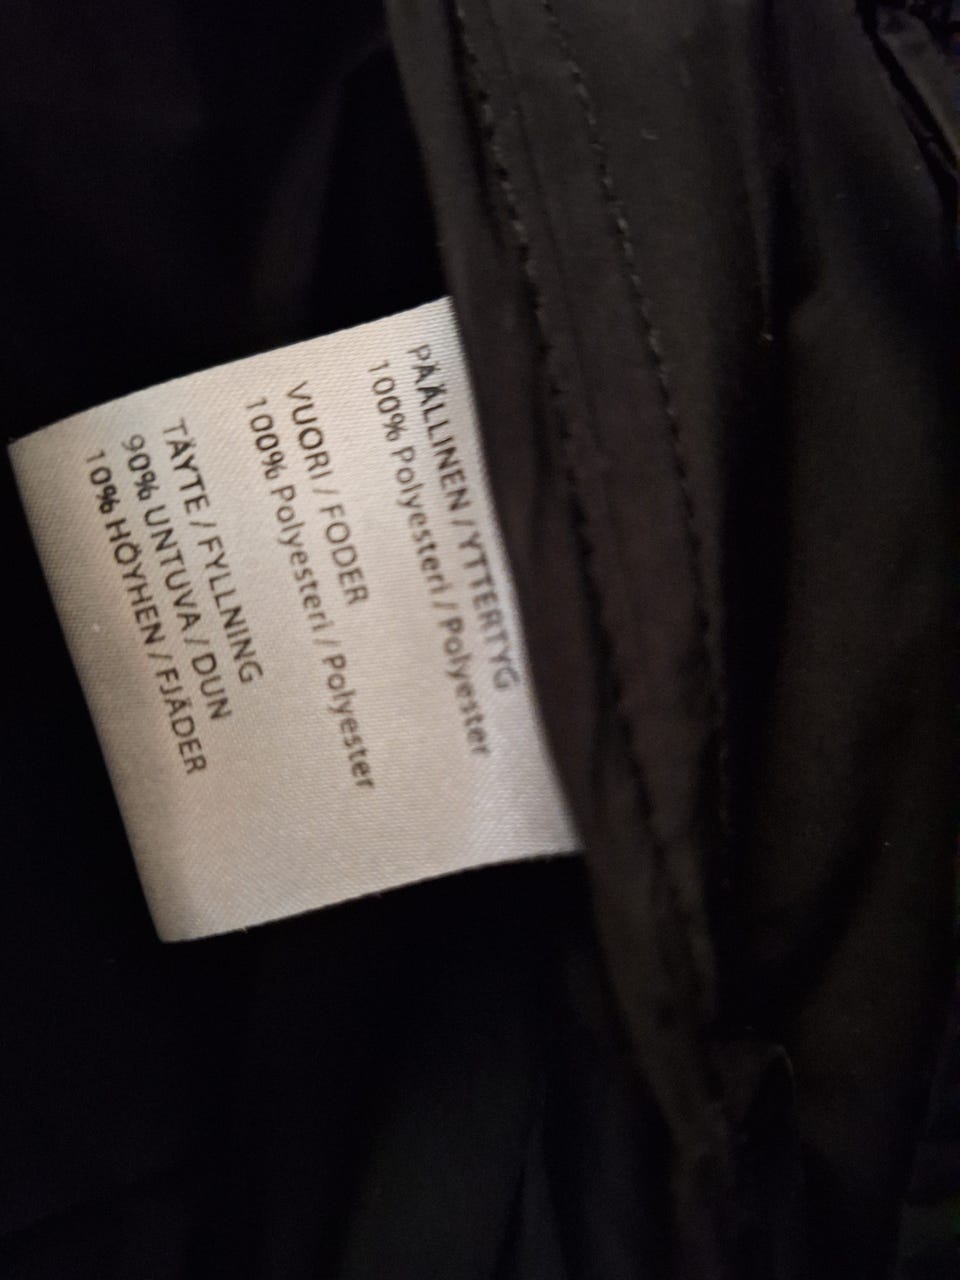 PÄÄLLINEN / YTTERTYG
100% Polyesteri / Polyester
VUORI / FODER
100% Polyesteri / Polyester
TÄYTE / FYLLNING
90% UNTUVA / DUN
10% HÖYHEN / FJÄDER